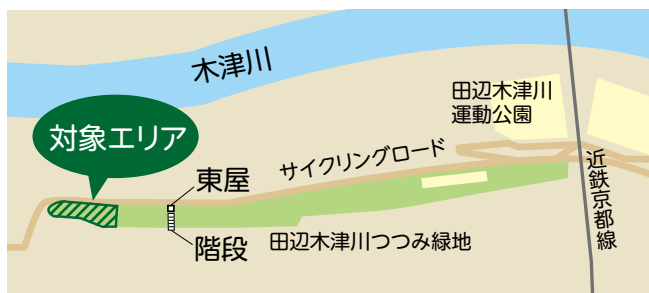 木津川
田辺木津川
運動公園
対象エリア
サイクリングロード
東屋
近鉄京都線
階段
田辺木津川つつみ緑地